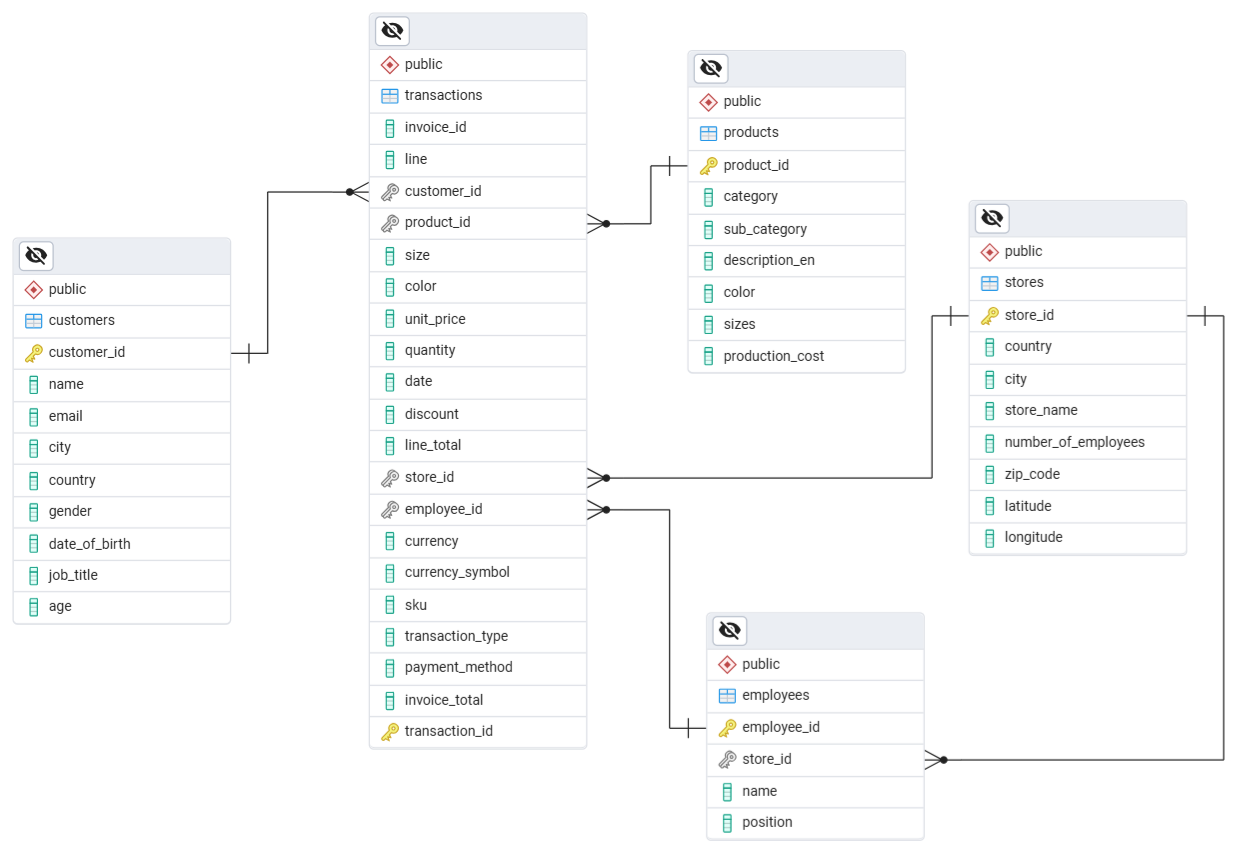 public
transactions
invoice_id
line
customer_id
product_id
size
color
unit_price
quantity
date
discount
line_total
store_id
employee_id
currency
currency_symbol
sku
transaction_type
payment_method
invoice_total
transaction_id
public
products
product_id
category
sub_category
description_en
color
sizes
production_cost
public
stores
store_id
country
city
store_name
number_of_employees
zip_code
latitude
longitude
public
customers
customer_id
name
email
city
country
gender
date_of_birth
job_title
age
public
employees
employee_id
store_id
name
position